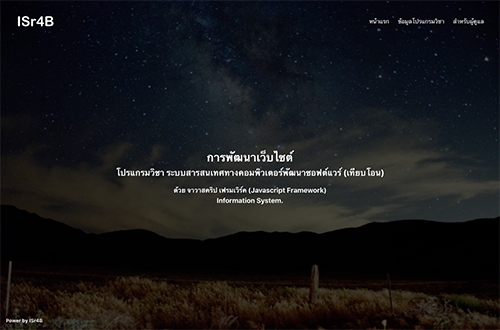 ISr4B
หน้าแรก ข้อมูลโปรแกรมวิชา สำหรับผู้ดูแล
การพัฒนาเว็บไซต์
โปรแกรมวิชา ระบบสารสนเทศทางคอมพิวเตอร์พัฒนาซอฟต์แวร์ (เทียบโอน)
ด้วย จาวาสคริป เฟรมเวิร์ค (Javascript Framework)
Information System.
Power by ISr4B